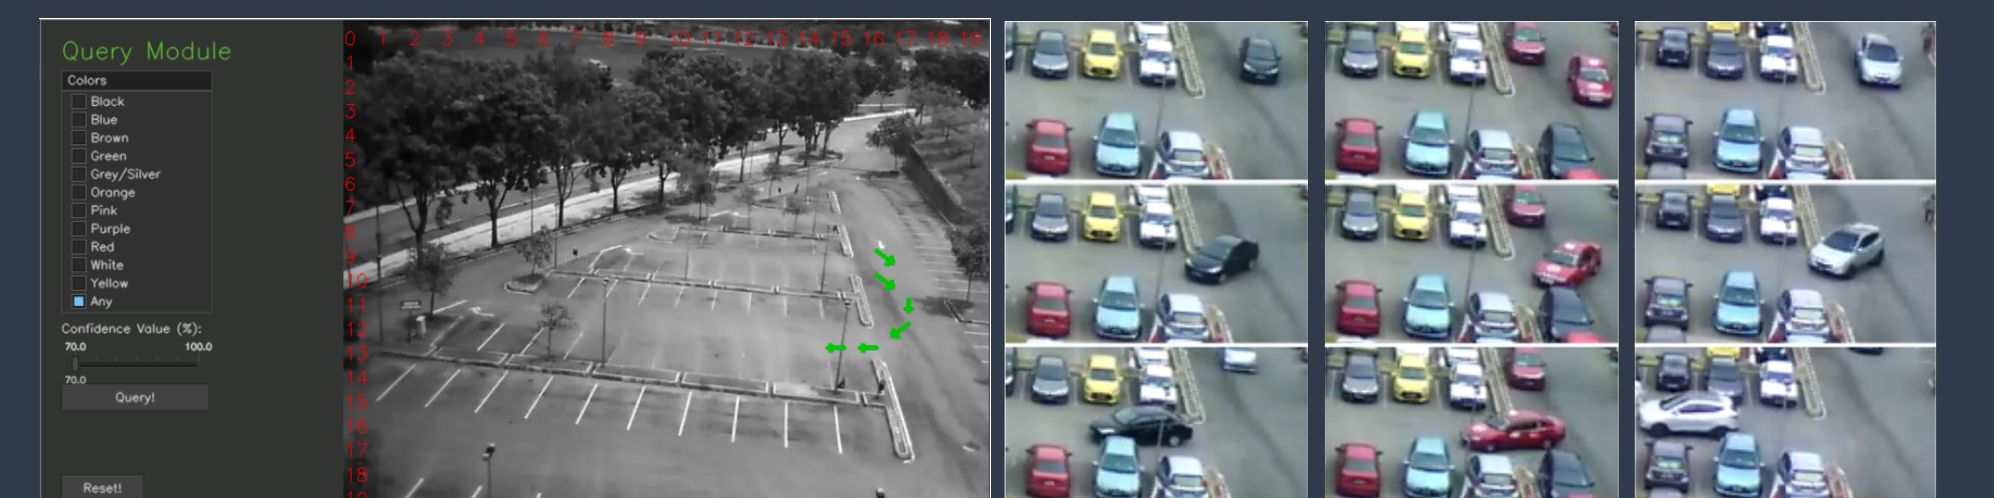 Query Module
Colors
Black
Blue
Brown
Green
Grey/Silver
Orange
Pink
Purple
Red
White
Yellow
Any
Confidence Value (%):
70.0 100.0
70.0
Query!
Reset!
0 1 2 3 4 5 6 7 8 9 10 11 12 13 14 15 16 17 18 19
1
2
3
4
5
6
7
8
9
10
11
12
13
14
15
16
17
18